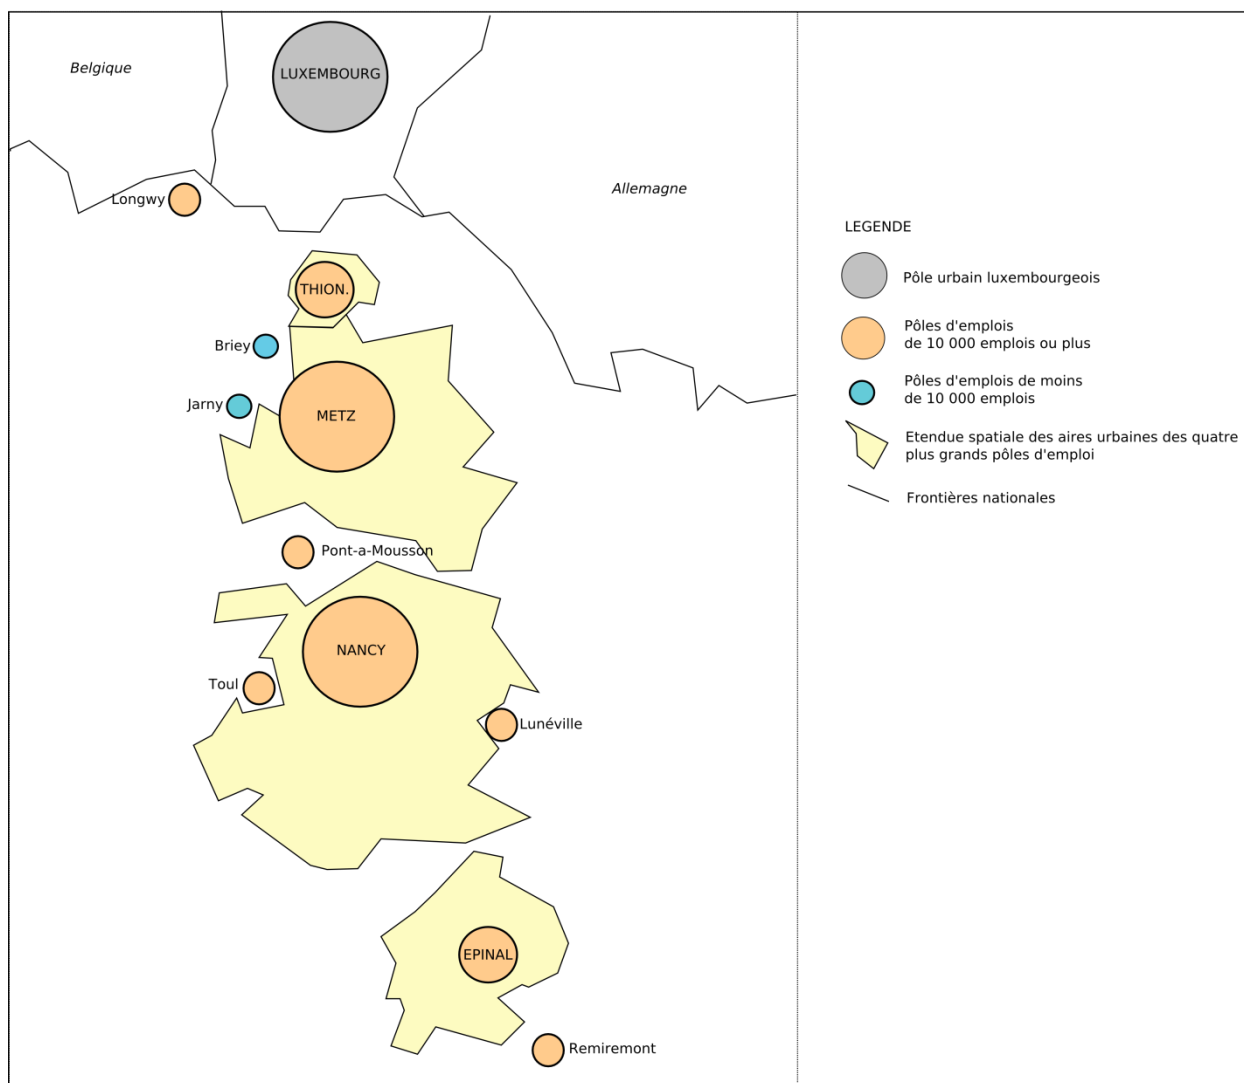 Belgique
LUXEMBOURG
Allemagne
Longwy
THION.
Briey
Jarny
METZ
Pont-a-Mousson
NANCY
Toul
Lunéville
EPINAL
Remiremont
LEGENDE
Pôle urbain luxembourgeois
Pôles d'emplois
de 10 000 emplois ou plus
Pôles d'emplois de moins
de 10 000 emplois
Etendue spatiale des aires urbaines des quatre
plus grands pôles d'emploi
Frontières nationales